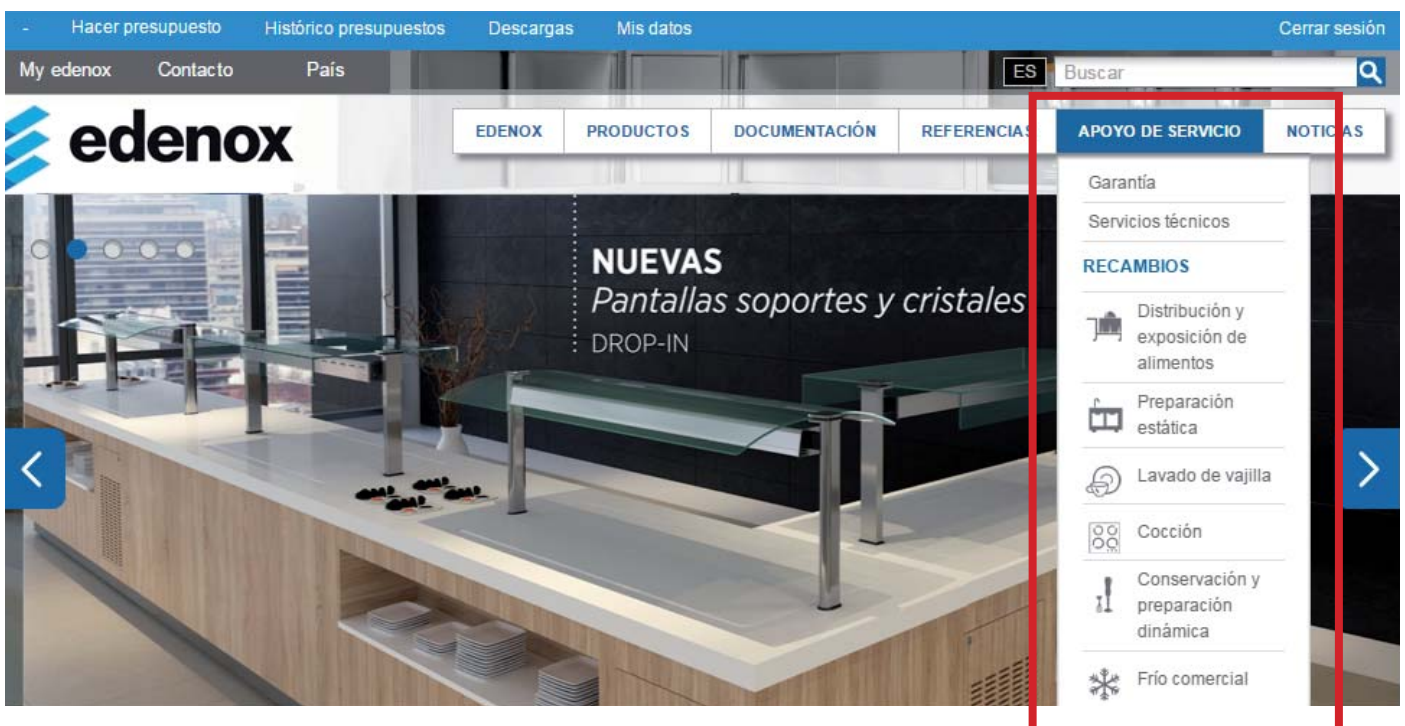 - Hacer presupuesto Histórico presupuestos Descargas Mis datos Cerrar sesión
My edenox Contacto País ES Buscar
edenox
EDENOX PRODUCTOS DOCUMENTACIÓN REFERENCIAS APOYO DE SERVICIO NOTICIAS
Garantía
Servicios técnicos
RECAMBIOS
Distribución y
exposición de
alimentos
Preparación
estática
Lavado de vajilla
Cocción
Conservación y
preparación
dinámica
Frío comercial
NUEVAS
Pantallas soportes y cristales
DROP-IN